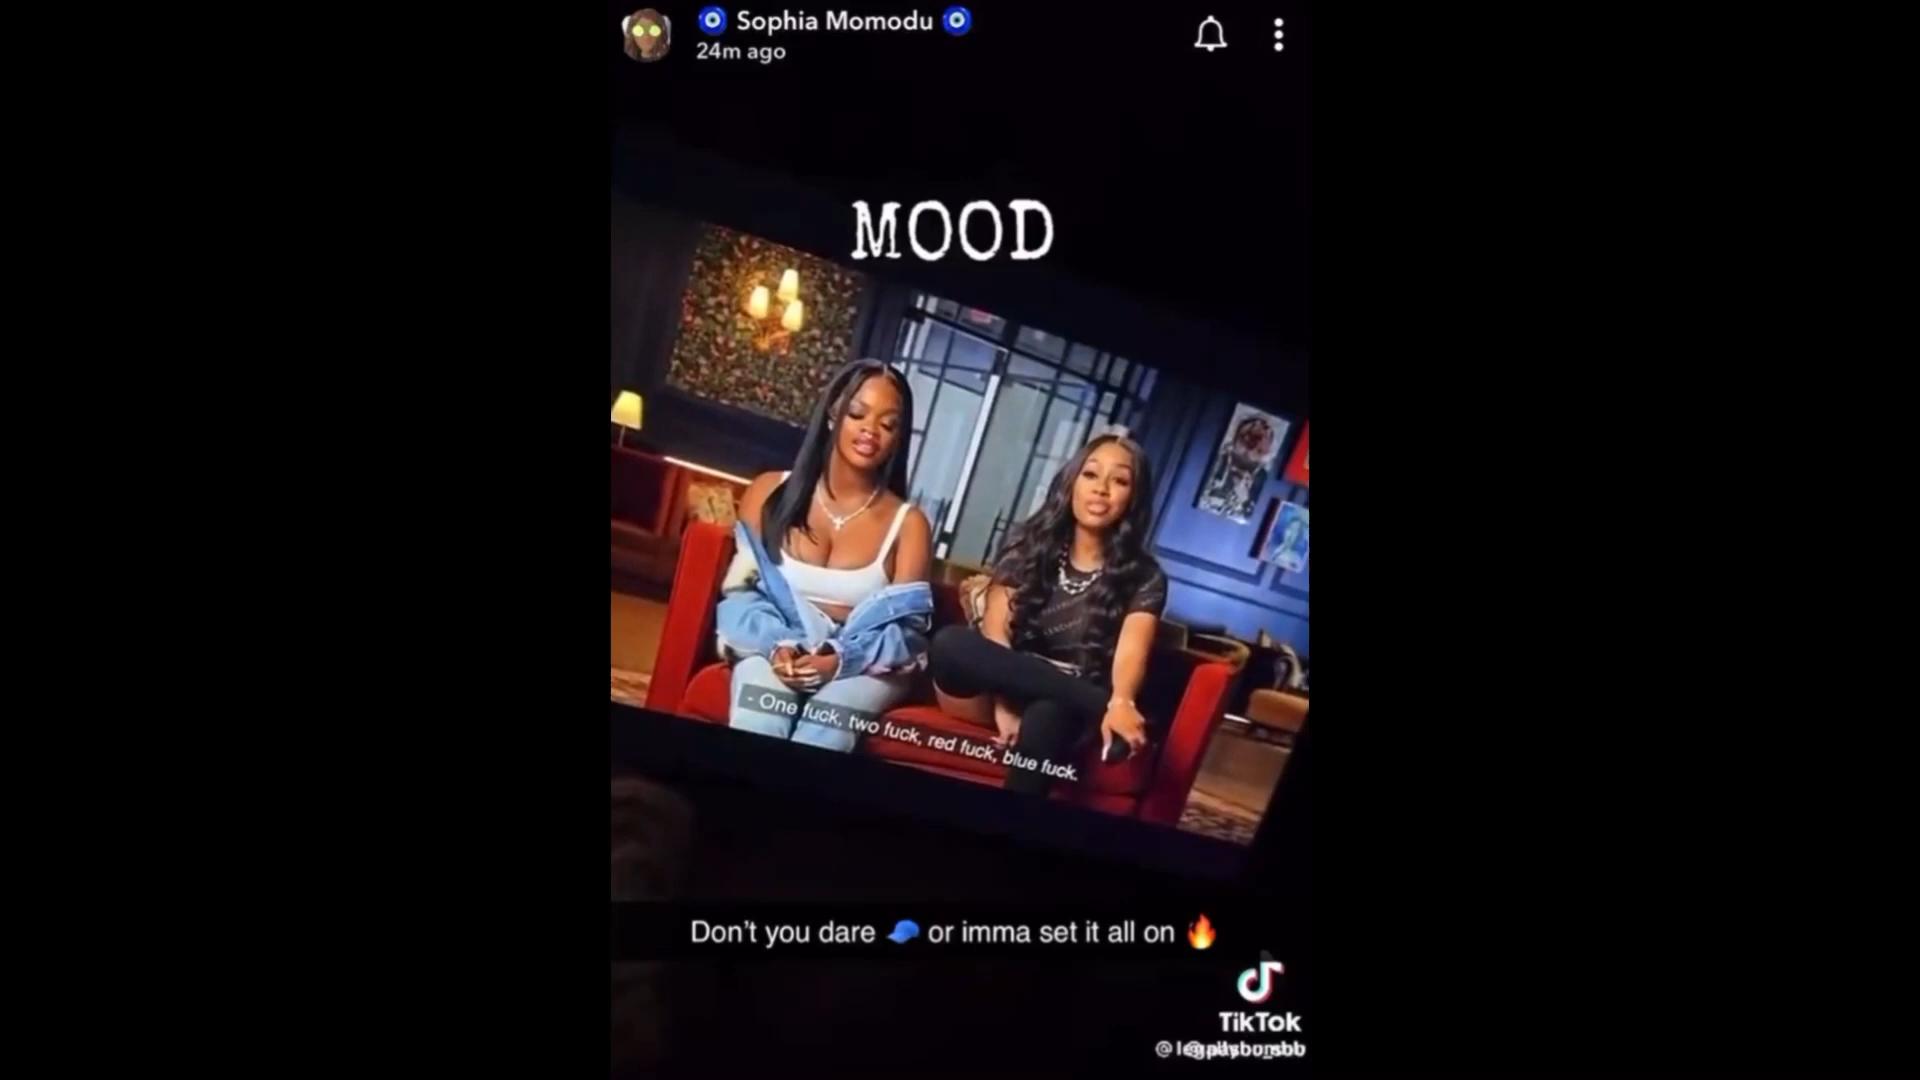 Sophia Momodu
24m ago
MOOD
- One fuck, two fuck, red fuck, blue fuck.
Don't you dare 🧢 or imma set it all on 🔥
TikTok